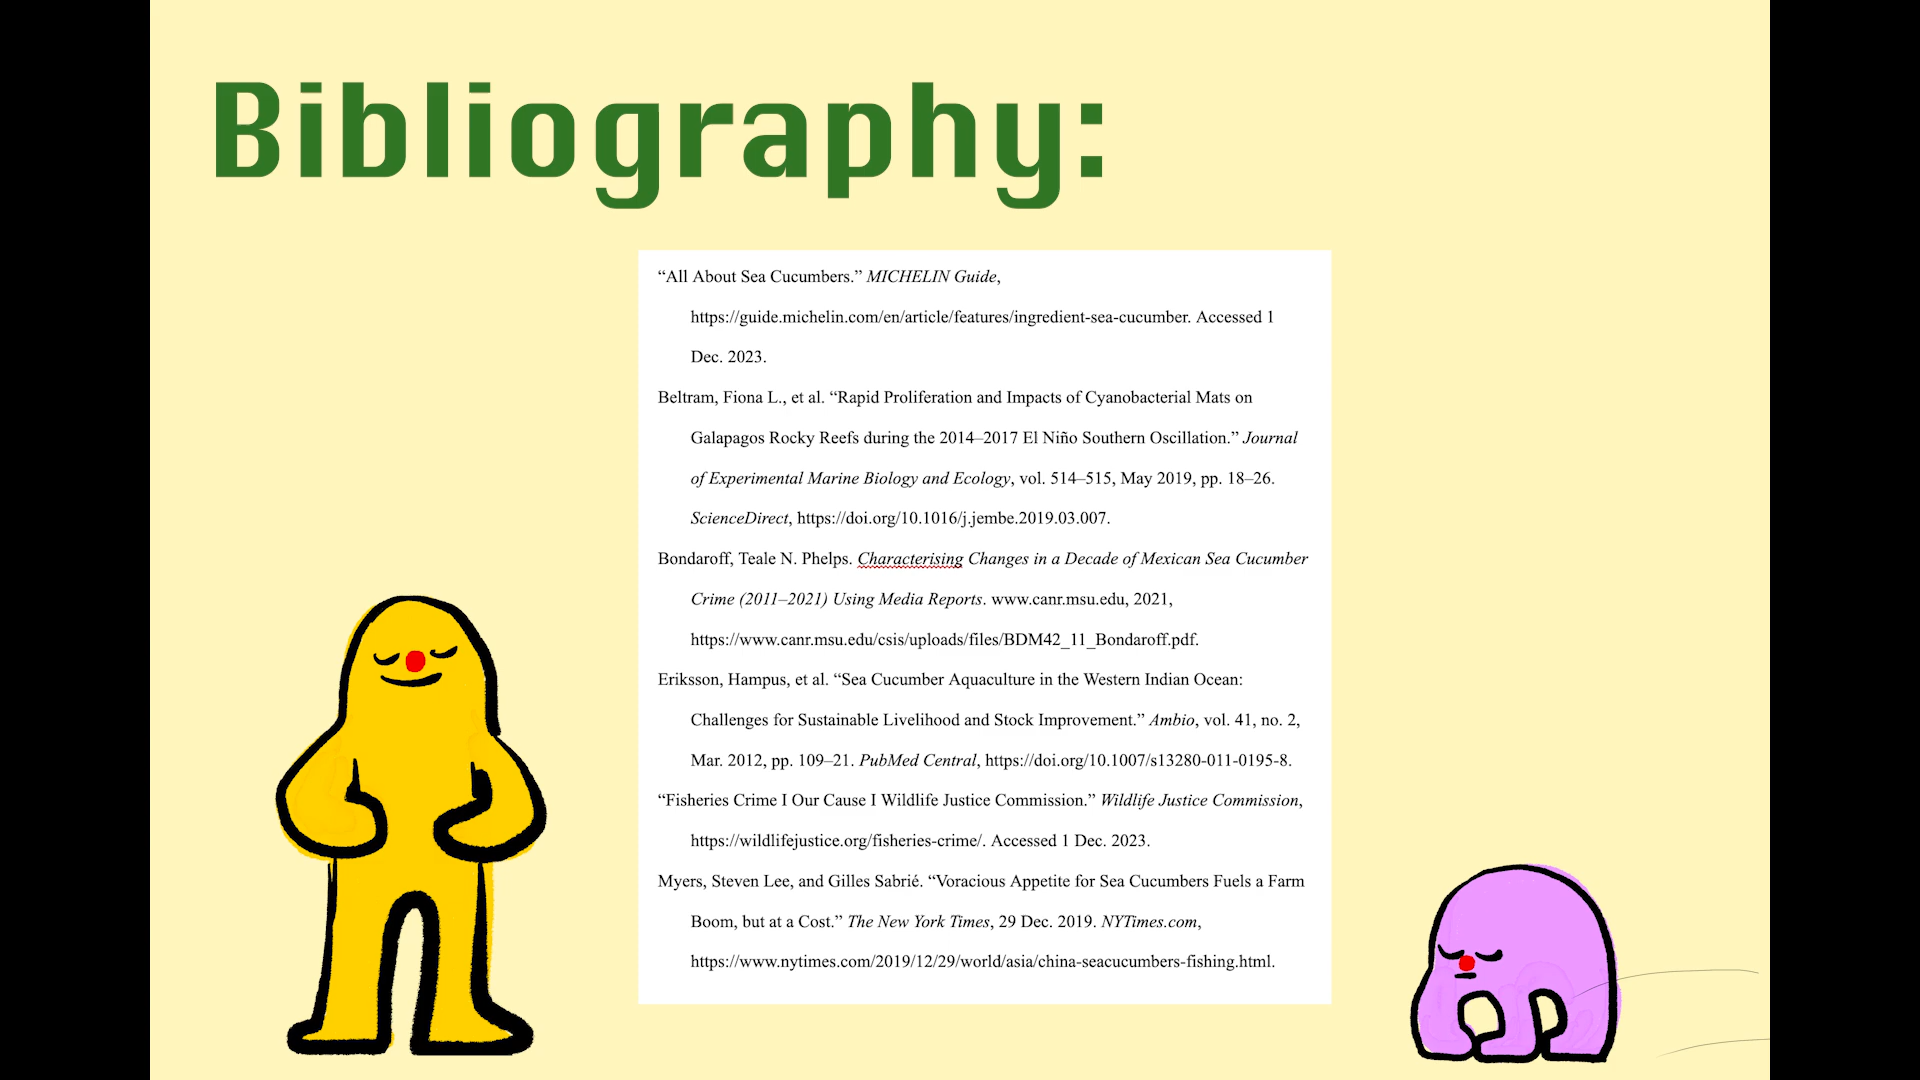 Bibliography:
“All About Sea Cucumbers.” MICHELIN Guide,
https://guide.michelin.com/en/article/features/ingredient-sea-cucumber. Accessed 1
Dec. 2023.
Beltram, Fiona L., et al. “Rapid Proliferation and Impacts of Cyanobacterial Mats on
Galapagos Rocky Reefs during the 2014–2017 El Niño Southern Oscillation.” Journal
of Experimental Marine Biology and Ecology, vol. 514–515, May 2019, pp. 18–26.
ScienceDirect, https://doi.org/10.1016/j.jembe.2019.03.007.
Bondaroff, Teale N. Phelps. Characterising Changes in a Decade of Mexican Sea Cucumber
Crime (2011–2021) Using Media Reports. www.canr.msu.edu, 2021,
https://www.canr.msu.edu/csis/uploads/files/BDM42_11_Bondaroff.pdf.
Eriksson, Hampus, et al. “Sea Cucumber Aquaculture in the Western Indian Ocean:
Challenges for Sustainable Livelihood and Stock Improvement.” Ambio, vol. 41, no. 2,
Mar. 2012, pp. 109–21. PubMed Central, https://doi.org/10.1007/s13280-011-0195-8.
“Fisheries Crime I Our Cause I Wildlife Justice Commission.” Wildlife Justice Commission,
https://wildlifejustice.org/fisheries-crime/. Accessed 1 Dec. 2023.
Myers, Steven Lee, and Gilles Sabrié. “Voracious Appetite for Sea Cucumbers Fuels a Farm
Boom, but at a Cost.” The New York Times, 29 Dec. 2019. NYTimes.com,
https://www.nytimes.com/2019/12/29/world/asia/china-seacucumbers-fishing.html.